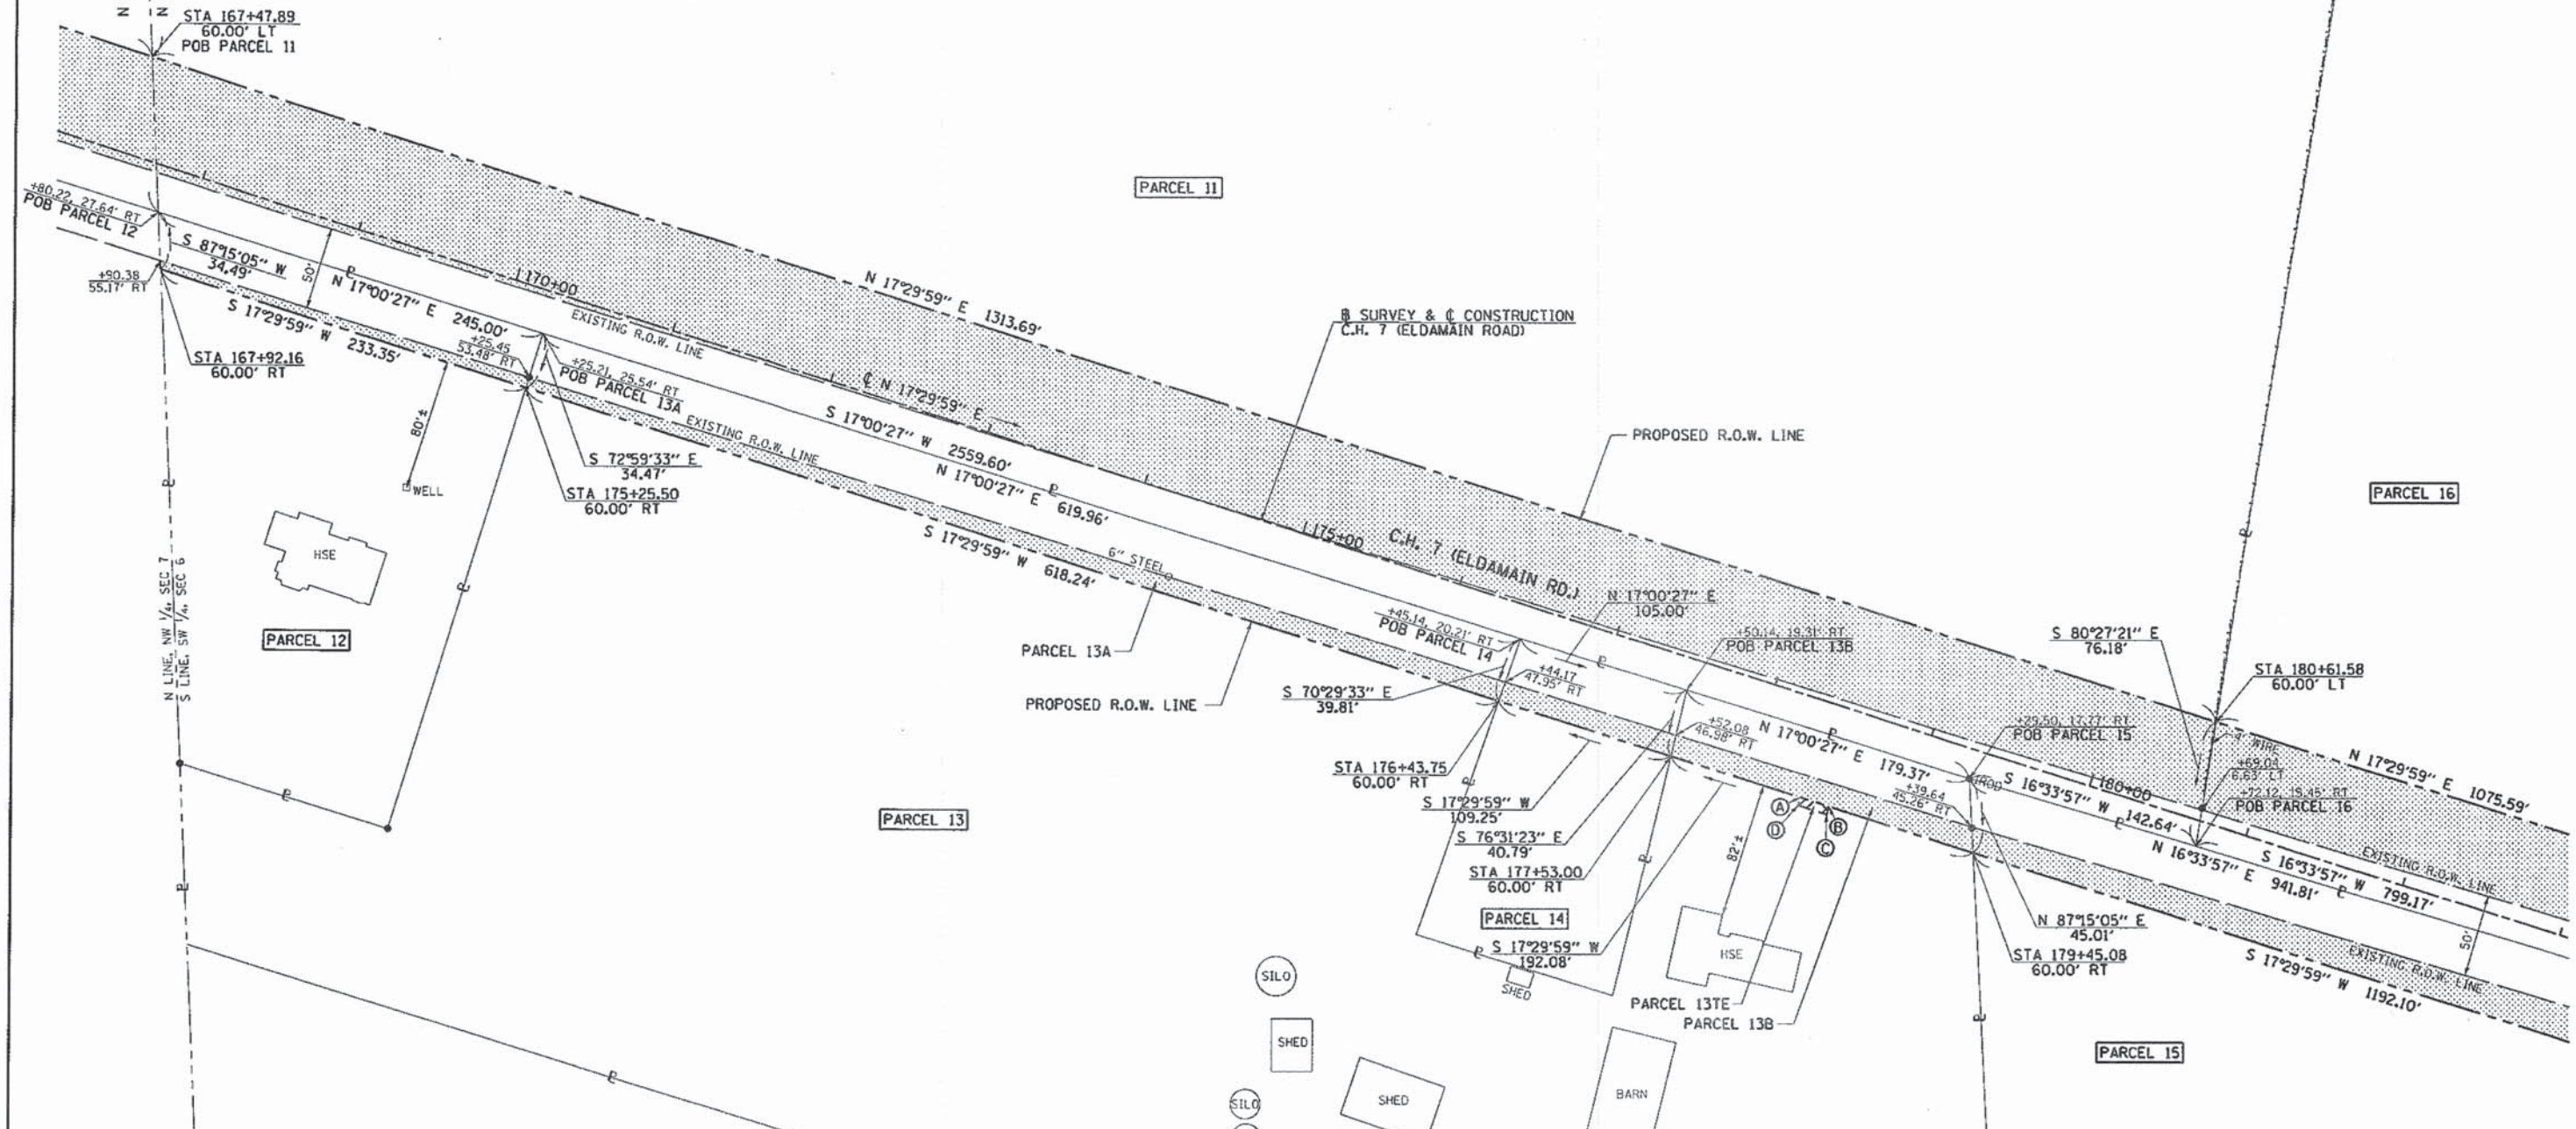 N
N
STA 167+47.89
60.00' LT
POB PARCEL 11
+80.22, 27.64' RT
POB PARCEL 12
S 87°15'05" W
34.49'
50'
+90.38
55.17' RT
N 17°00'27" E 245.00'
S 17°29'59" W 233.35'
STA 167+92.16
60.00' RT
170+00
EXISTING R.O.W. LINE
+25.45
53.48' RT
+25.21, 25.54' RT
POB PARCEL 13A
80'±
WELL
HSE
PARCEL 12
N LINE, NW 1/4, SEC 7
S LINE, SW 1/4, SEC 6
S 72°59'33" E
34.47'
STA 175+25.50
60.00' RT
EXISTING R.O.W. LINE
N 17°29'59" E 1313.69'
PARCEL 11
℄ N 17°29'59" E
S 17°00'27" W 2559.60'
N 17°00'27" E 619.96'
S 17°29'59" W 618.24'
6" STEEL
PARCEL 13A
PROPOSED R.O.W. LINE
B SURVEY & ℄ CONSTRUCTION
C.H. 7 (ELDAMAIN ROAD)
PROPOSED R.O.W. LINE
175+00
C.H. 7 (ELDAMAIN RD.)
N 17°00'27" E
105.00'
+45.14, 20.21' RT
POB PARCEL 14
+44.17
47.95' RT
S 70°29'33" E
39.81'
+50.14, 19.31' RT
POB PARCEL 13B
+52.08
46.98' RT
STA 176+43.75
60.00' RT
S 17°29'59" W
109.25'
S 76°31'23" E
40.79'
STA 177+53.00
60.00' RT
PARCEL 14
S 17°29'59" W
192.08'
SHED
N 17°00'27" E 179.37'
82'±
A
D
B
C
HSE
PARCEL 13TE
PARCEL 13B
PARCEL 13
SILO
SHED
SILO
SHED
BARN
+29.50, 17.77' RT
POB PARCEL 15
IROD
+39.64
45.26' RT
S 80°27'21" E
76.18'
STA 180+61.58
60.00' LT
4' WIRE
+69.04
6.63' LT
+72.12, 15.45' RT
POB PARCEL 16
180+00
S 16°33'57" W 142.64'
N 16°33'57" E 941.81'
S 16°33'57" W 799.17'
N 17°29'59" E 1075.59'
EXISTING R.O.W. LINE
50'
EXISTING R.O.W. LINE
N 87°15'05" E
45.01'
STA 179+45.08
60.00' RT
S 17°29'59" W 1192.10'
PARCEL 15
PARCEL 16